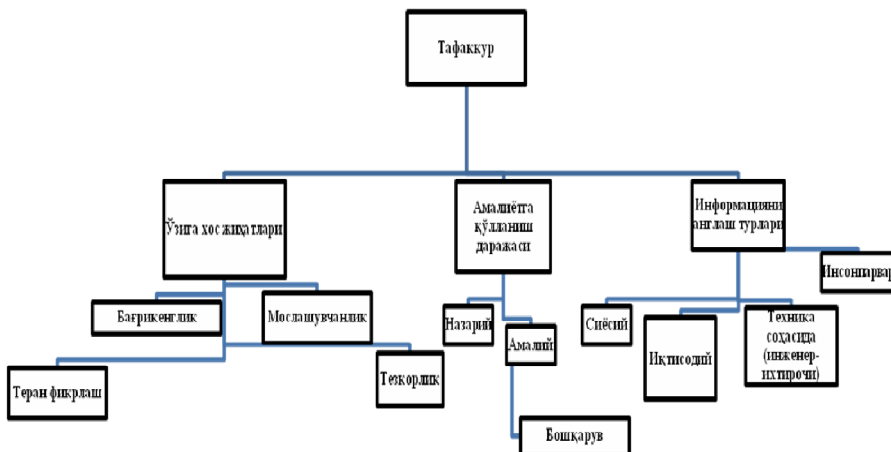 Тафаккур
Ўзига хос жиҳатлари
Амалиётга
қўлланиш
даражаси
Информацияни
англаш турлари
Инсонпарвар
Бағрикенглик
Мослашувчанлик
Назарий
Амалий
Сиёсий
Иқтисодий
Техника
соҳасида
(инженер-
ихтирочи)
Теран фикрлаш
Тезкорлик
Бошқарув